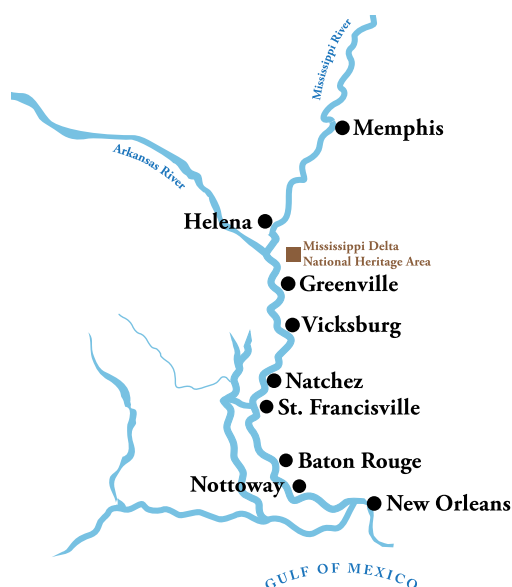 Mississippi River
Memphis
Arkansas River
Helena
Mississippi Delta
National Heritage Area
Greenville
Vicksburg
Natchez
St. Francisville
Baton Rouge
Nottoway
New Orleans
GULF OF MEXICO